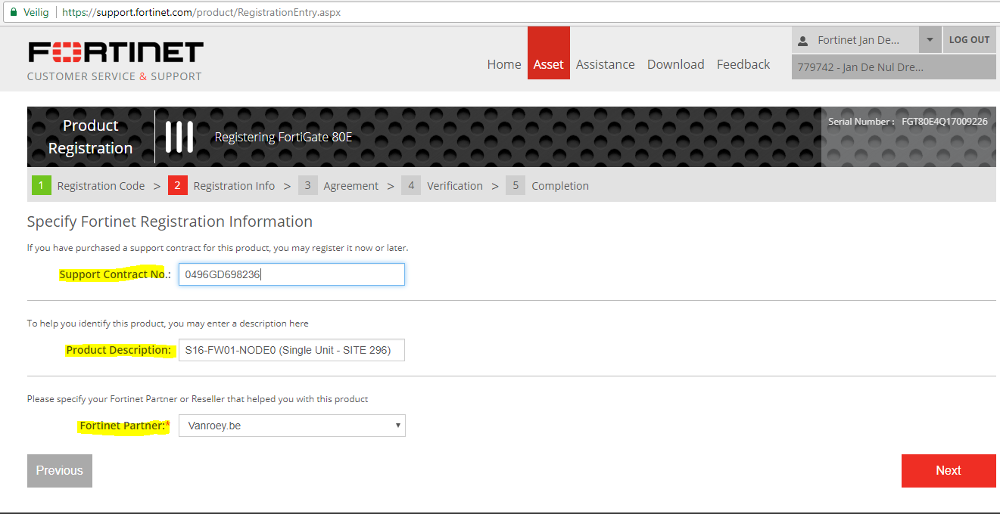 Veilig https://support.fortinet.com/product/RegistrationEntry.aspx
FORTINET
CUSTOMER SERVICE & SUPPORT
Home Asset Assistance Download Feedback
Fortinet Jan De... LOG OUT
779742 - Jan De Nul Dre...
Product
Registration
Registering FortiGate 80E
Serial Number : FGT80E4Q17009226
1 Registration Code > 2 Registration Info > 3 Agreement > 4 Verification > 5 Completion
Specify Fortinet Registration Information
If you have purchased a support contract for this product, you may register it now or later.
Support Contract No.: 0496GD698236
To help you identify this product, you may enter a description here
Product Description: S16-FW01-NODE0 (Single Unit - SITE 296)
Please specify your Fortinet Partner or Reseller that helped you with this product
Fortinet Partner:* Vanroey.be
Previous Next